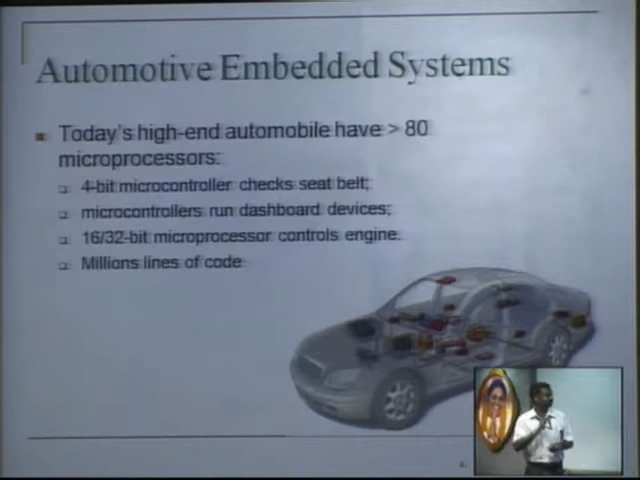 Automotive Embedded Systems
Today's high-end automobile have > 80
microprocessors:
4-bit microcontroller checks seat belt;
microcontrollers run dashboard devices;
16/32-bit microprocessor controls engine.
Millions lines of code